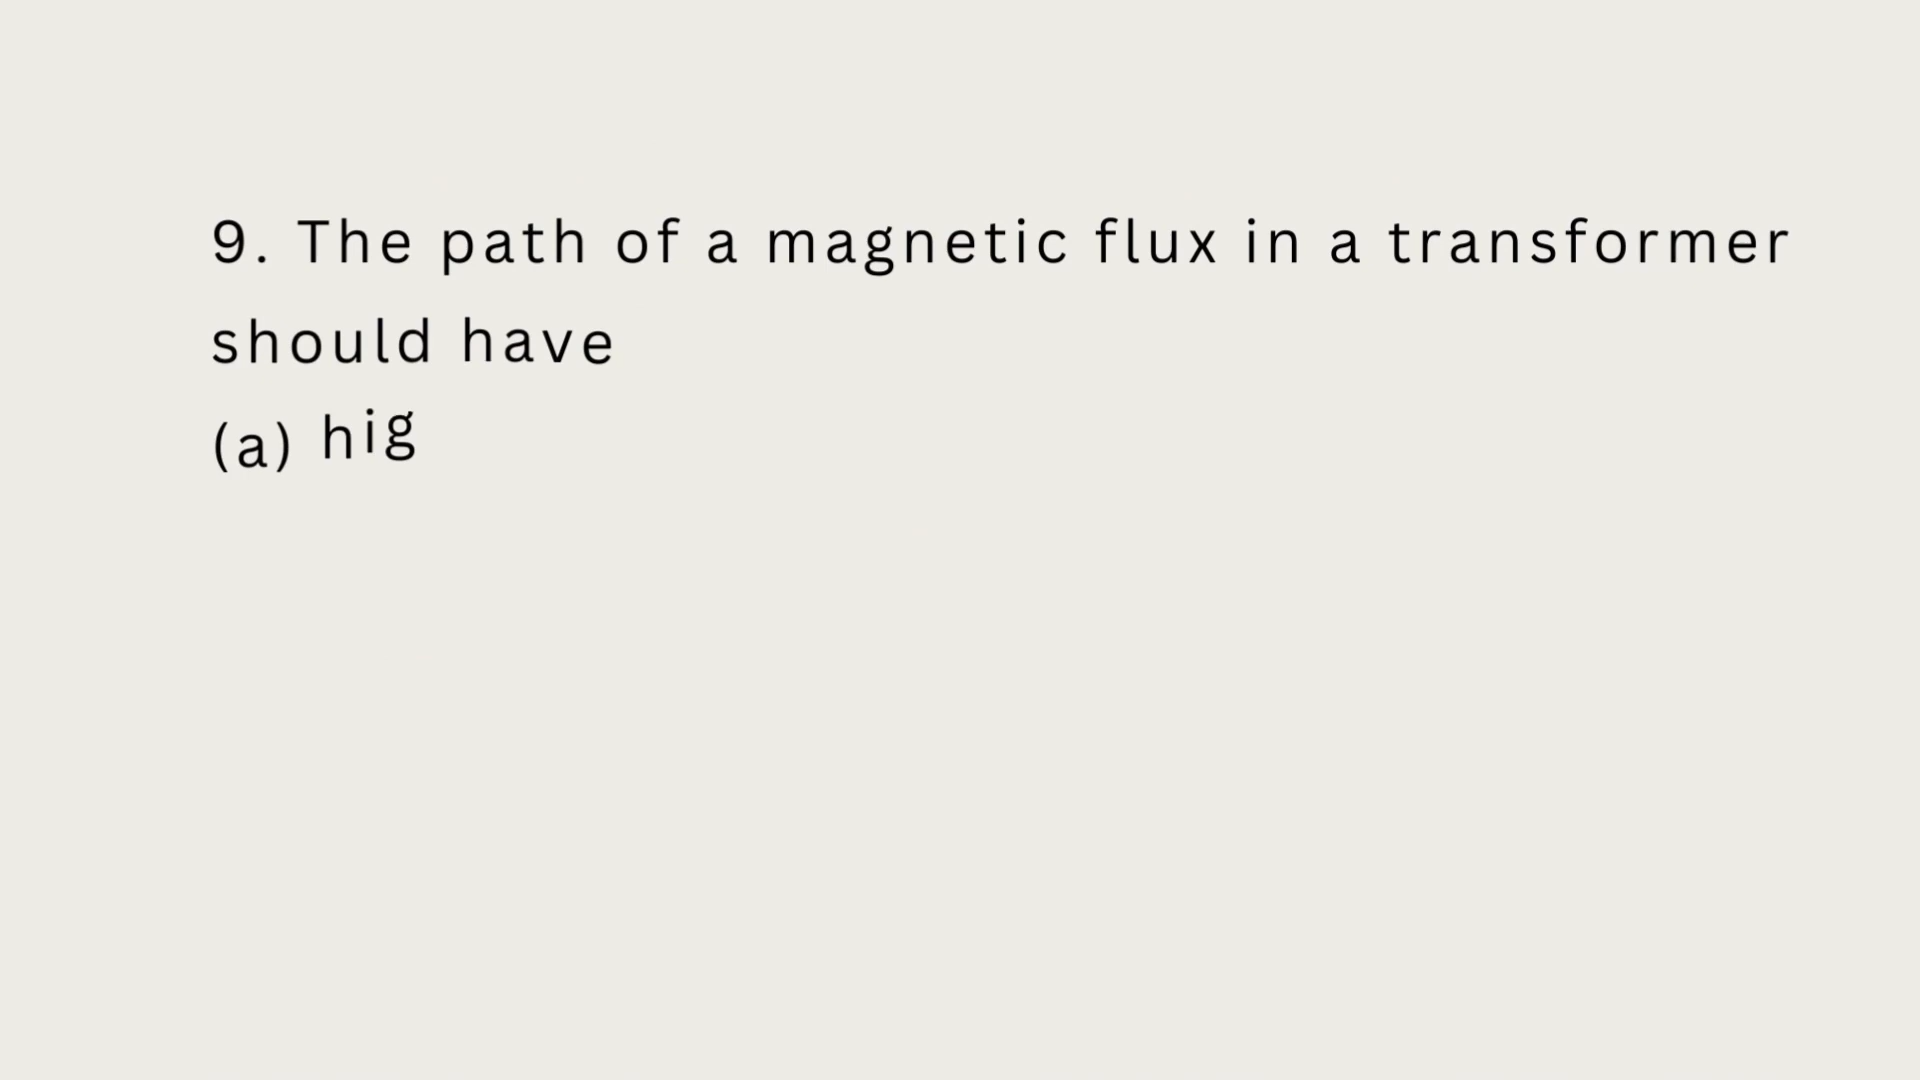 9. The path of a magnetic flux in a transformer
should have
(a) hig